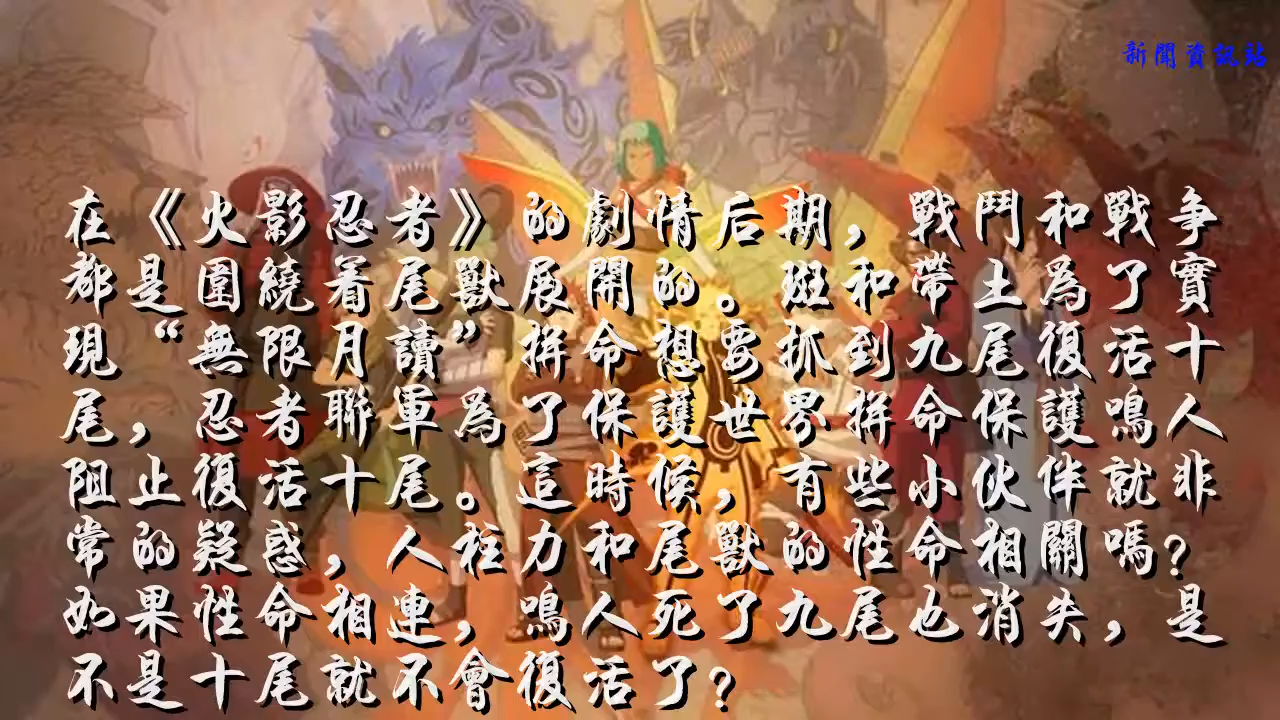 新聞資訊站
在《火影忍者》的劇情后期，戰鬥和戰争
都是圍繞着尾獸展開的。斑和帶土爲了實
現“無限月讀”拼命想要抓到九尾復活十
尾，忍者聯軍爲了保護世界拼命保護鳴人
阻止復活十尾。這時候，有些小伙伴就非
常的疑惑，人柱力和尾獸的性命相關嗎？
如果性命相連，鳴人死了九尾也消失，是
不是十尾就不會復活了？